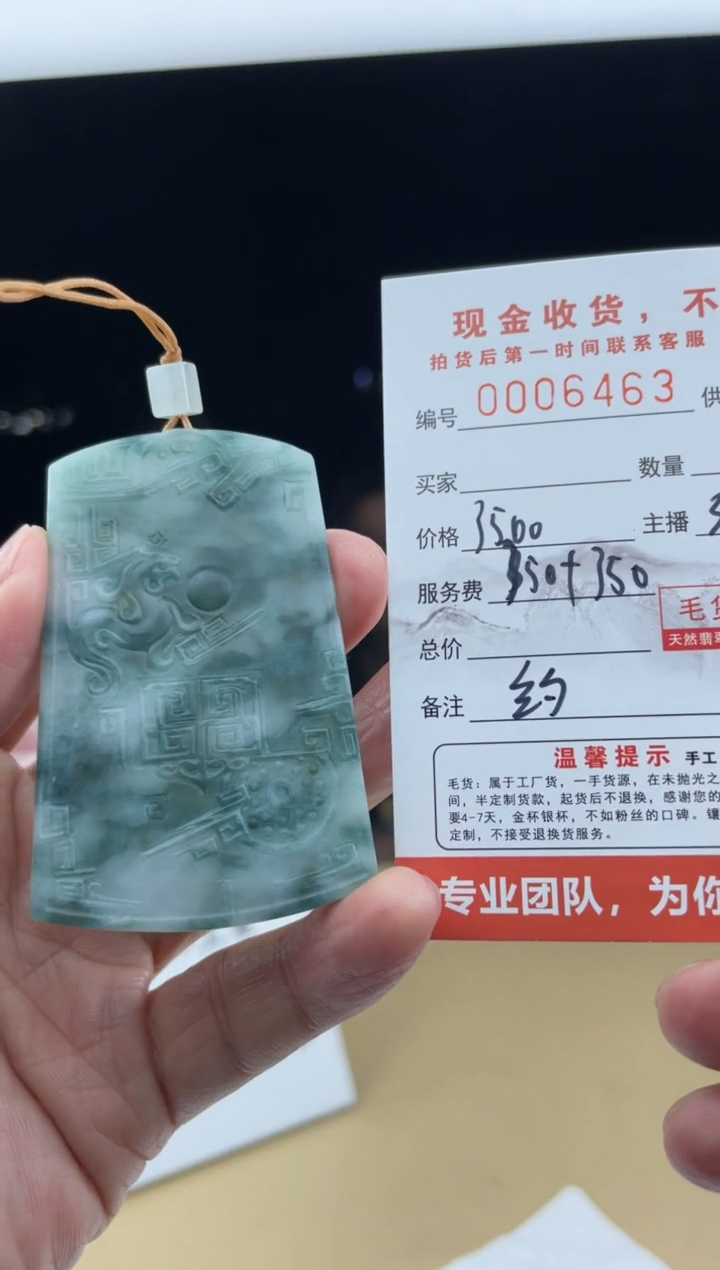 现金收货，不
拍货后第一时间联系客服
编号 0006463 供
买家 数量
价格 3500 主播
服务费 350+350
毛货
天然翡翠
总价
备注 约
温馨提示 手工
毛货：属于工厂货，一手货源，在未抛光之
间，半定制货款，起货后不退换，感谢您的
要4-7天，金杯银杯，不如粉丝的口碑。镶
定制，不接受退换货服务。
专业团队，为你